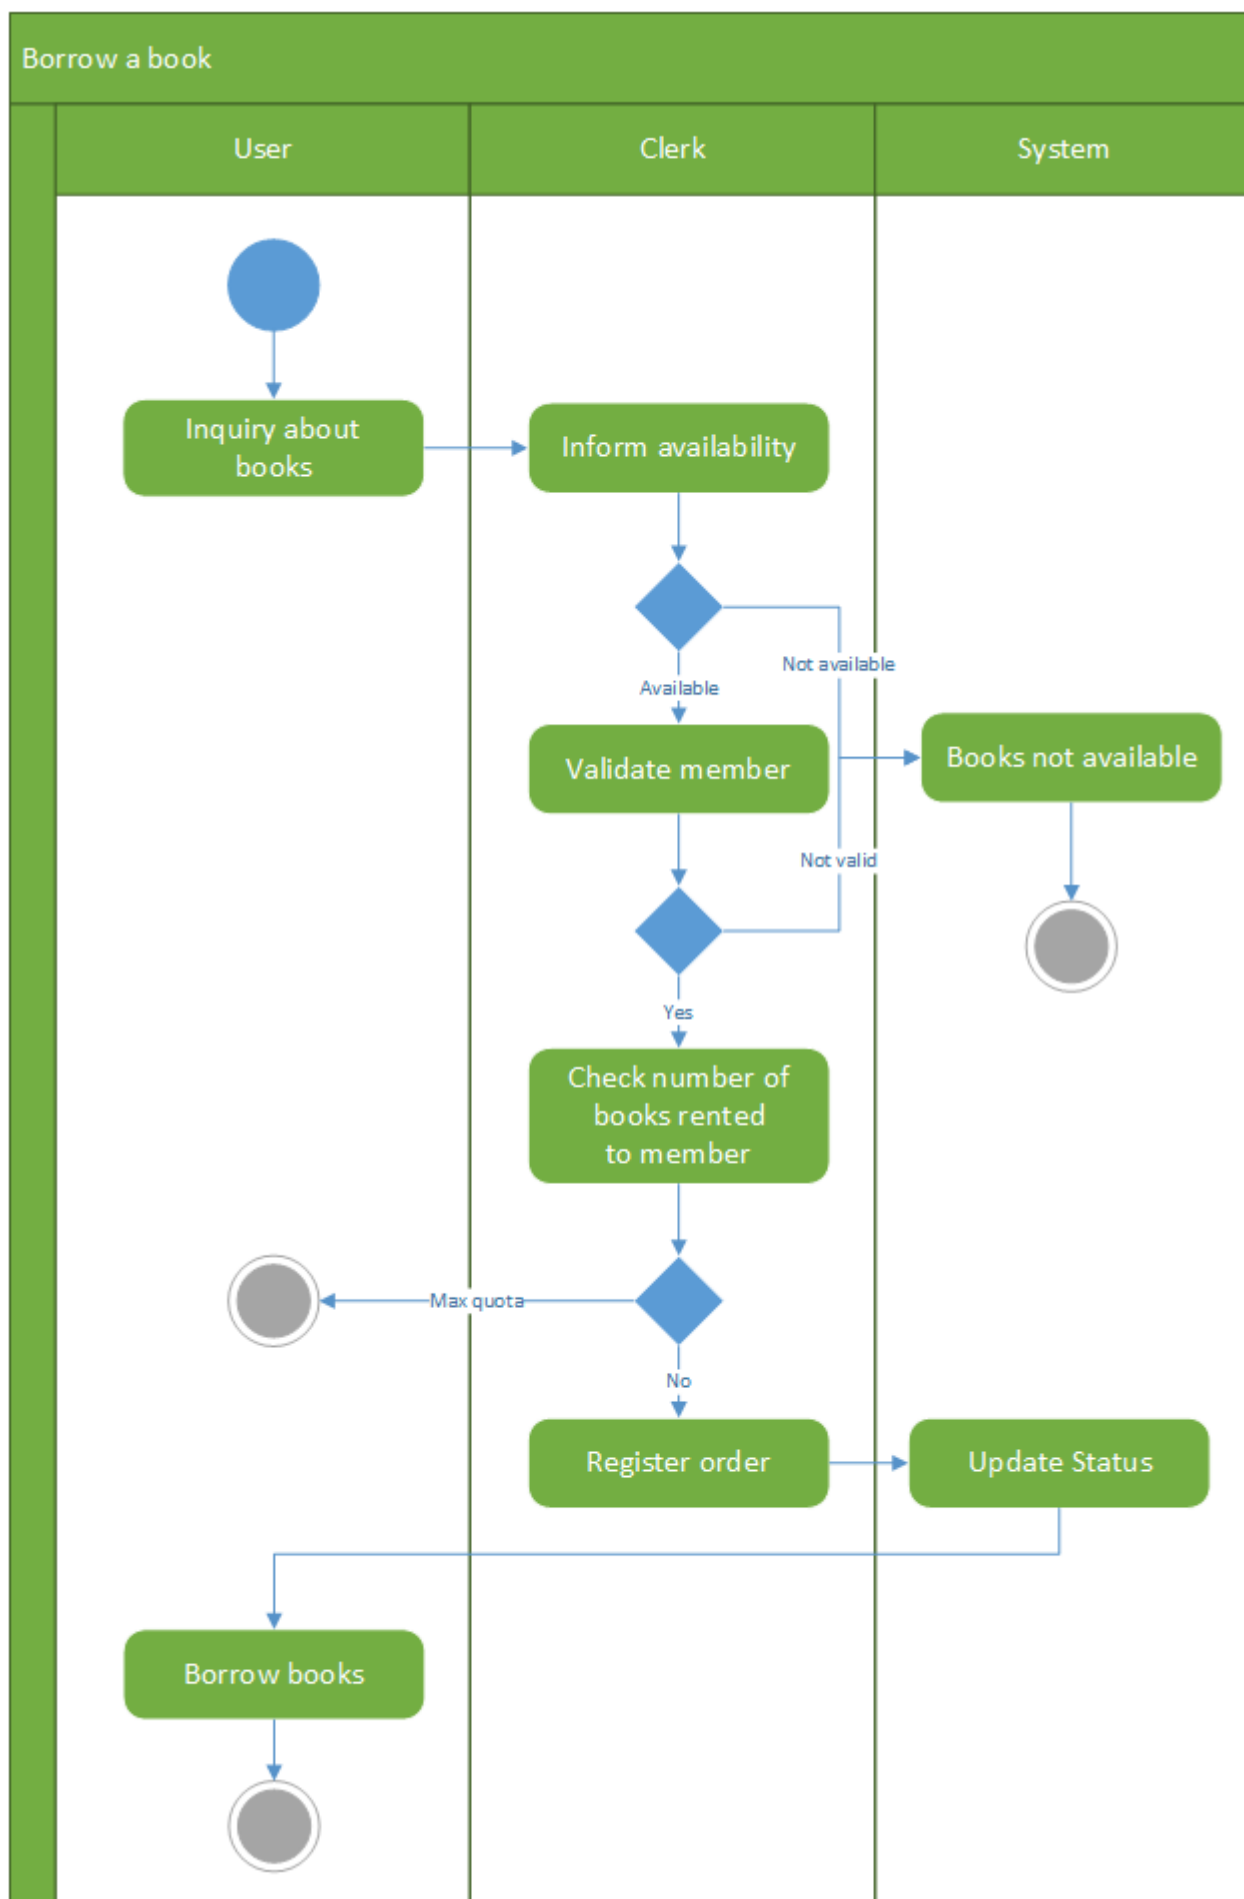 Borrow a book
User
Clerk
System
Inquiry about
books
Inform availability
Not available
Available
Validate member
Books not available
Not valid
Yes
Check number of
books rented
to member
Max quota
No
Register order
Update Status
Borrow books